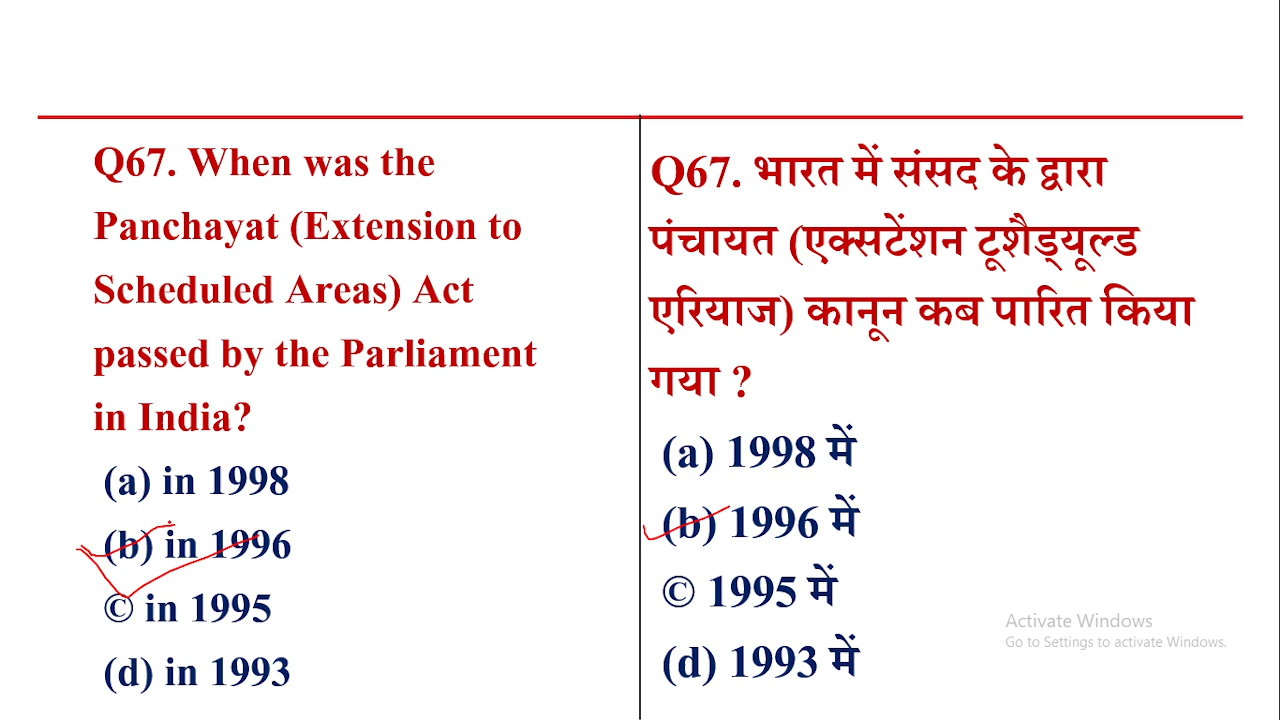 Q67. When was the
Panchayat (Extension to
Scheduled Areas) Act
passed by the Parliament
in India?
(a) in 1998
(b) in 1996
© in 1995
(d) in 1993
Q67. भारत में संसद के द्वारा
पंचायत (एक्सटेंशन टूशैड्यूल्ड
एरियाज) कानून कब पारित किया
गया ?
(a) 1998 में
(b) 1996 में
© 1995 में
(d) 1993 में
Activate Windows
Go to Settings to activate Windows.